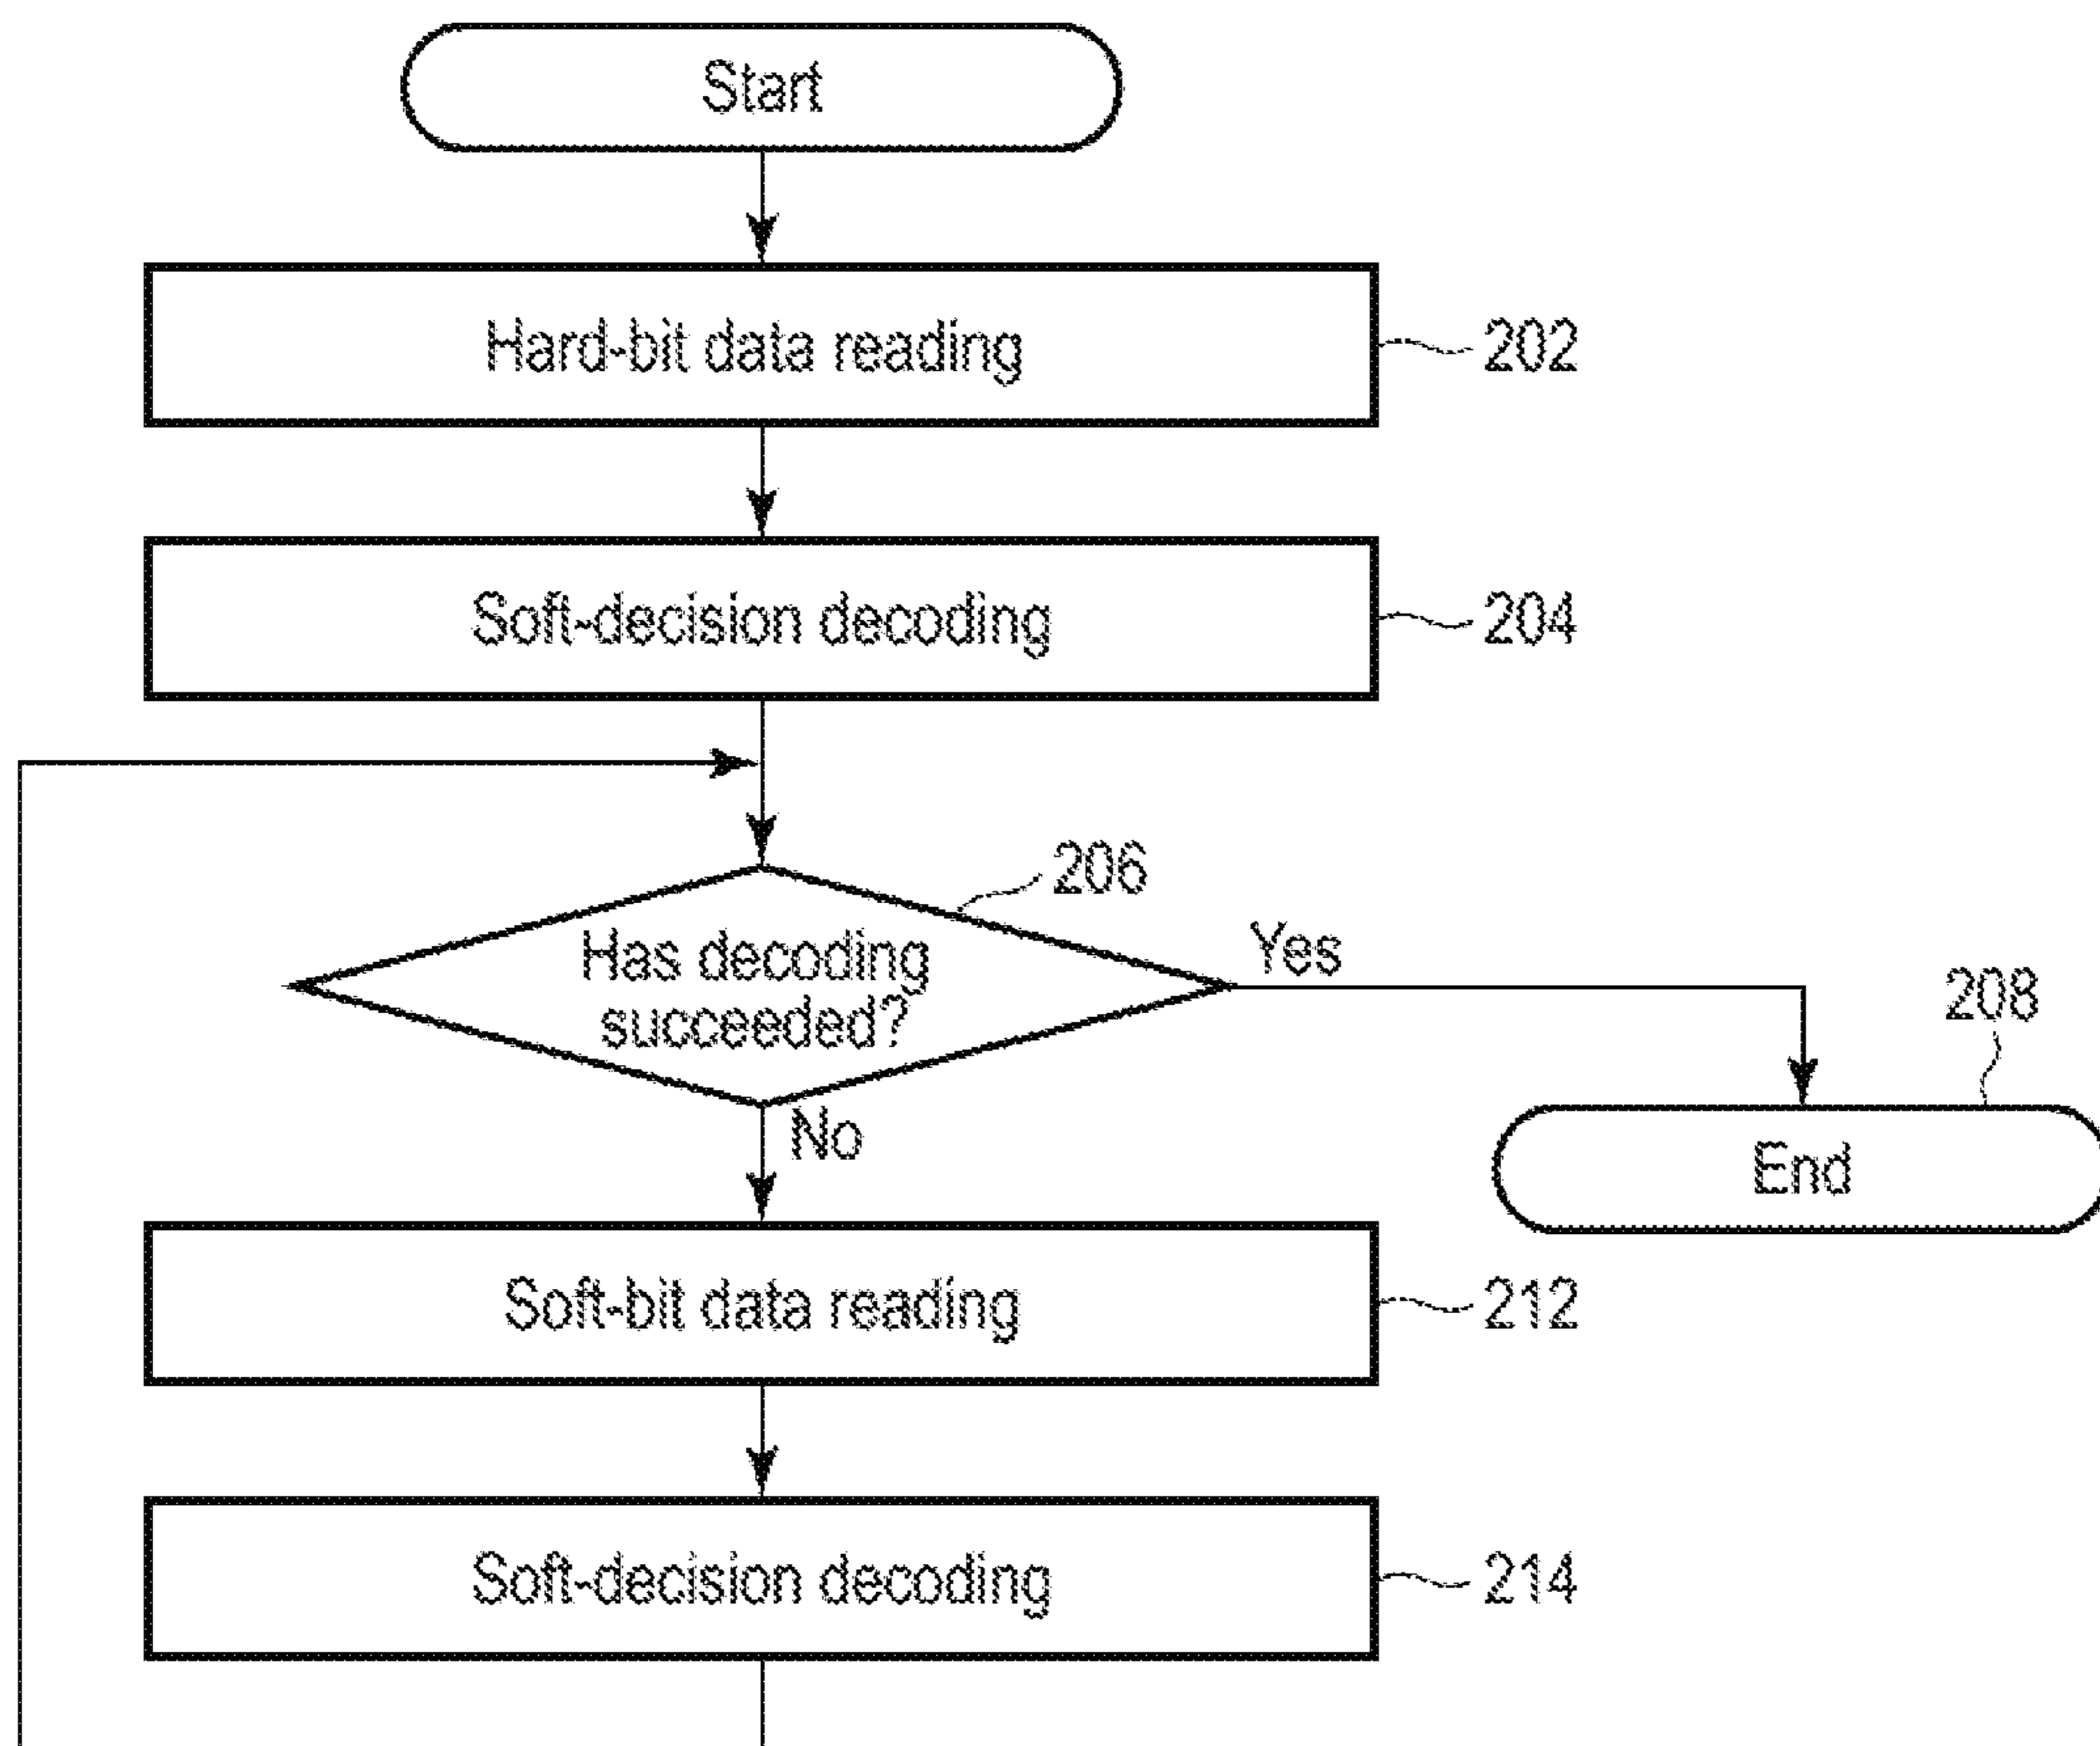 Start
Hard-bit data reading
202
Soft-decision decoding
204
206
Has decoding
succeeded?
Yes
208
End
No
Soft-bit data reading
212
Soft-decision decoding
214